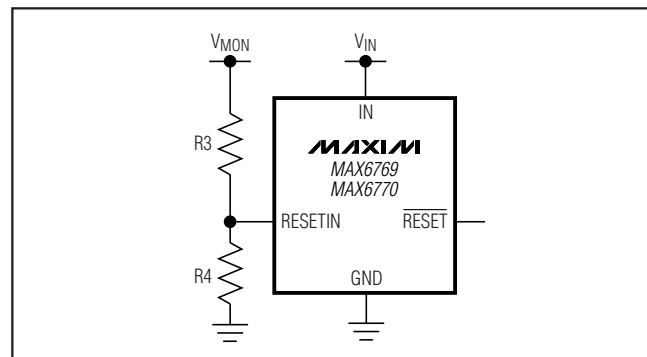 VMON
VIN
IN
R3
MAXIM
MAX6769
MAX6770
RESETIN
RESET
R4
GND